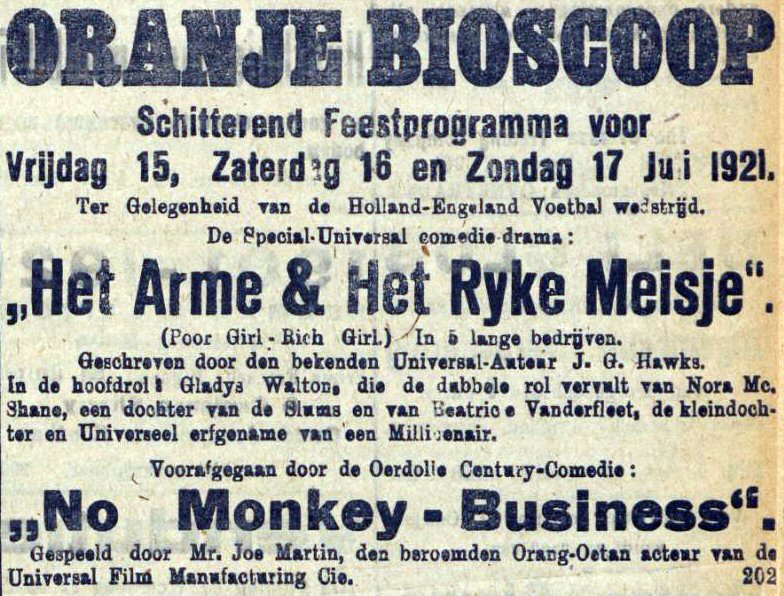 ORANJE BIOSCOOP
Schitterend Feestprogramma voor
Vrijdag 15, Zaterdag 16 en Zondag 17 Juli 1921.
Ter Gelegenheid van de Holland-Engeland Voetbal wedstrijd.
De Special-Universal comedie-drama:
„Het Arme & Het Ryke Meisje“.
(Poor Girl - Rich Girl.) In 5 lange bedrijven.
Geschreven door den bekenden Universal-Auteur J. G. Hawks.
In de hoofdrol: Gladys Walton, die de dubbele rol vervult van Nora Mc.
Shane, een dochter van de Slums en van Beatrice Vanderfleet, de kleindoch-
ter en Universeel erfgename van een Millioenair.
Voorafgegaan door de Oerdolle Century-Comedie:
„No Monkey-Business“.
Gespeeld door Mr. Joe Martin, den beroemden Orang-Oetan acteur van de
Universal Film Manufacturing Cie. 202